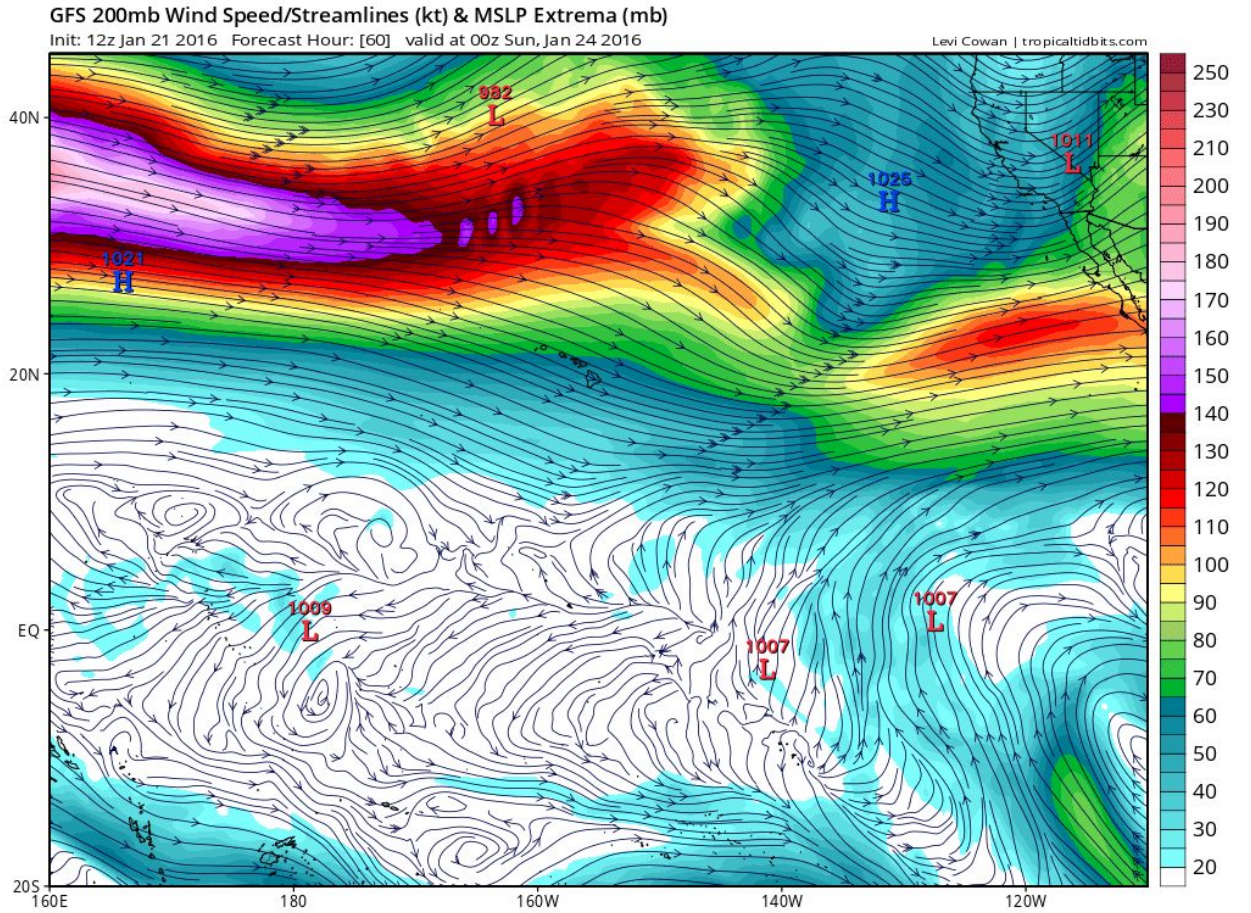 GFS 200mb Wind Speed/Streamlines (kt) & MSLP Extrema (mb)
Init: 12z Jan 21 2016 Forecast Hour: [60] valid at 00z Sun, Jan 24 2016
Levi Cowan | tropicaltidbits.com
250
230
210
200
190
180
170
160
150
140
130
120
110
100
90
80
70
60
50
40
30
20
40N
20N
EQ
20S
982
L
1011
L
1025
H
1021
H
1009
L
1007
L
1007
L
160E
180
160W
140W
120W